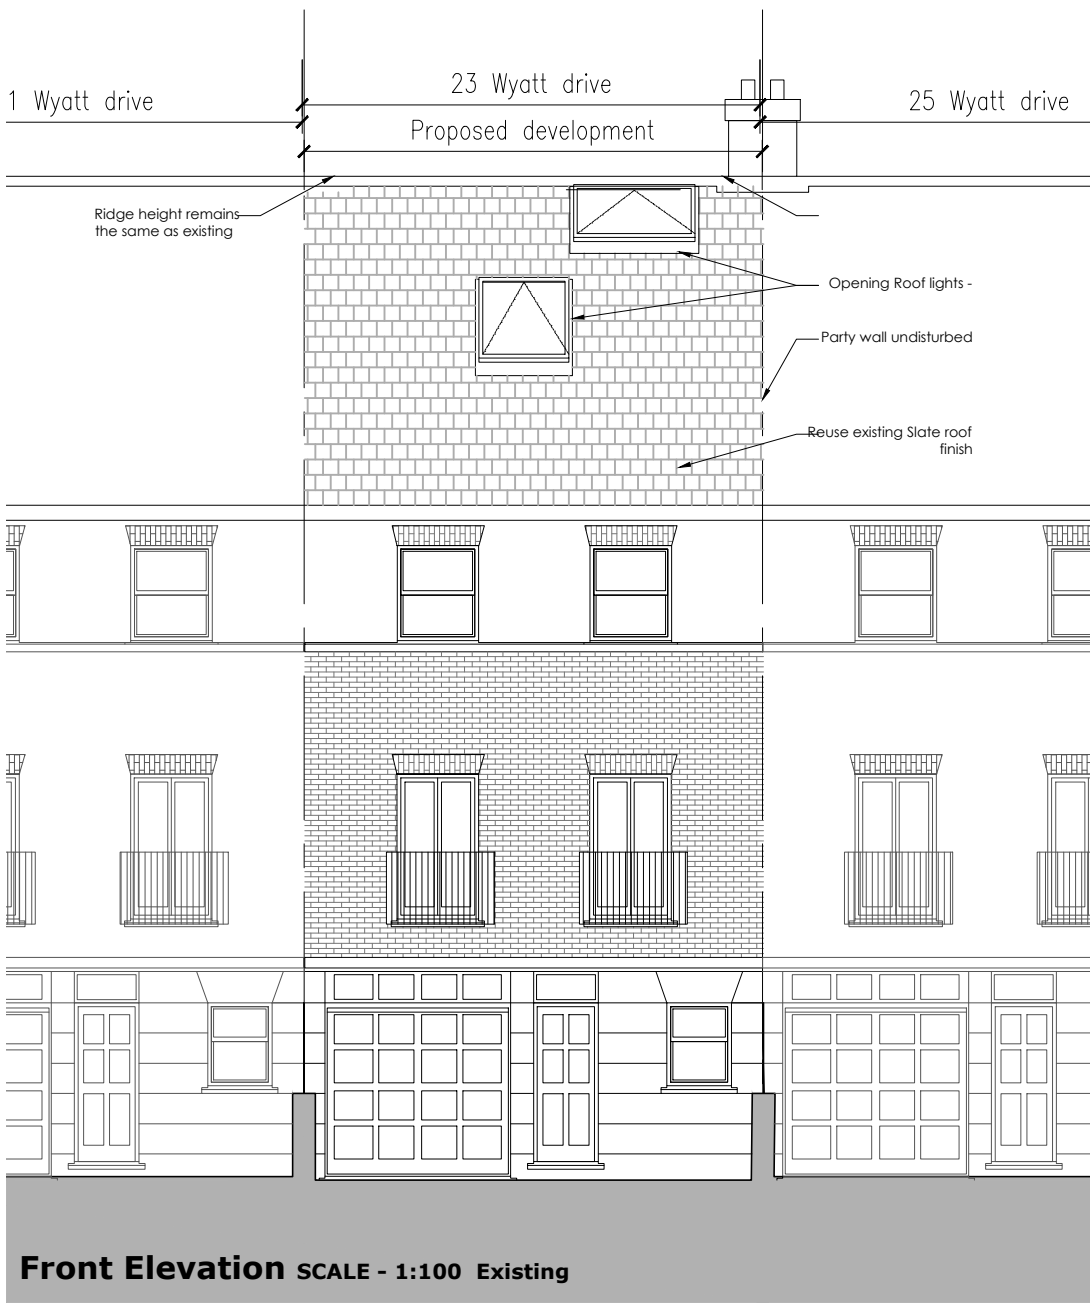 23 Wyatt drive
1 Wyatt drive
25 Wyatt drive
Proposed development
Ridge height remains
the same as existing
Opening Roof lights -
Party wall undisturbed
Reuse existing Slate roof
finish
Front Elevation SCALE - 1:100 Existing